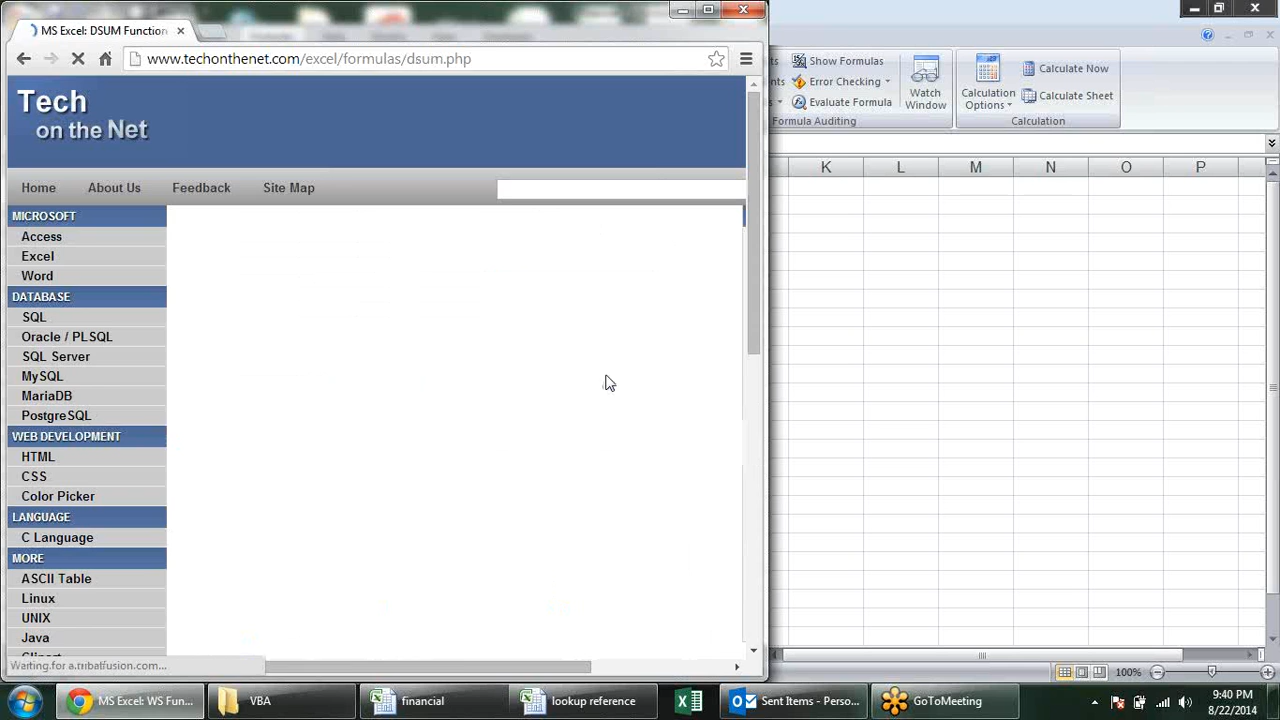 MS Excel: DSUM Function
www.techonthenet.com/excel/formulas/dsum.php
Show Formulas
Error Checking
Evaluate Formula
Watch Window
Calculation Options
Calculate Now
Calculate Sheet
Formula Auditing
Calculation
Tech
on the Net
Home About Us Feedback Site Map
K L M N O P
MICROSOFT
Access
Excel
Word
DATABASE
SQL
Oracle / PLSQL
SQL Server
MySQL
MariaDB
PostgreSQL
WEB DEVELOPMENT
HTML
CSS
Color Picker
LANGUAGE
C Language
MORE
ASCII Table
Linux
UNIX
Java
Waiting for a.tribalfusion.com...
100%
MS Excel: WS Fun...
VBA
financial
lookup reference
Sent Items - Perso...
GoToMeeting
9:40 PM
8/22/2014